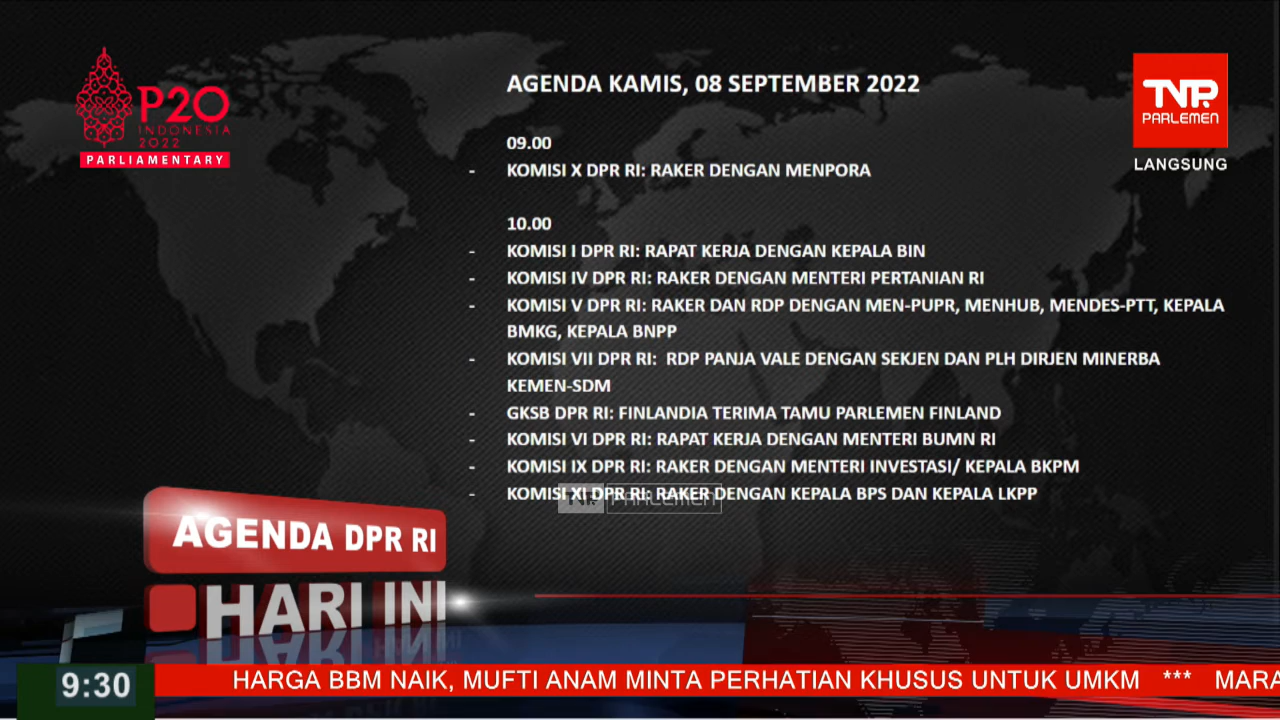 P20
INDONESIA
2022
PARLIAMENTARY
AGENDA KAMIS, 08 SEPTEMBER 2022
TVP.
PARLEMEN
LANGSUNG
09.00
- KOMISI X DPR RI: RAKER DENGAN MENPORA
10.00
- KOMISI I DPR RI: RAPAT KERJA DENGAN KEPALA BIN
- KOMISI IV DPR RI: RAKER DENGAN MENTERI PERTANIAN RI
- KOMISI V DPR RI: RAKER DAN RDP DENGAN MEN-PUPR, MENHUB, MENDES-PTT, KEPALA
BMKG, KEPALA BNPP
- KOMISI VII DPR RI: RDP PANJA VALE DENGAN SEKJEN DAN PLH DIRJEN MINERBA
KEMEN-SDM
- GKSB DPR RI: FINLANDIA TERIMA TAMU PARLEMEN FINLAND
- KOMISI VI DPR RI: RAPAT KERJA DENGAN MENTERI BUMN RI
- KOMISI IX DPR RI: RAKER DENGAN MENTERI INVESTASI/ KEPALA BKPM
- KOMISI XI DPR RI: RAKER DENGAN KEPALA BPS DAN KEPALA LKPP
TVP. PARLEMEN
AGENDA DPR RI
HARI INI
9:30
HARGA BBM NAIK, MUFTI ANAM MINTA PERHATIAN KHUSUS UNTUK UMKM *** MARA